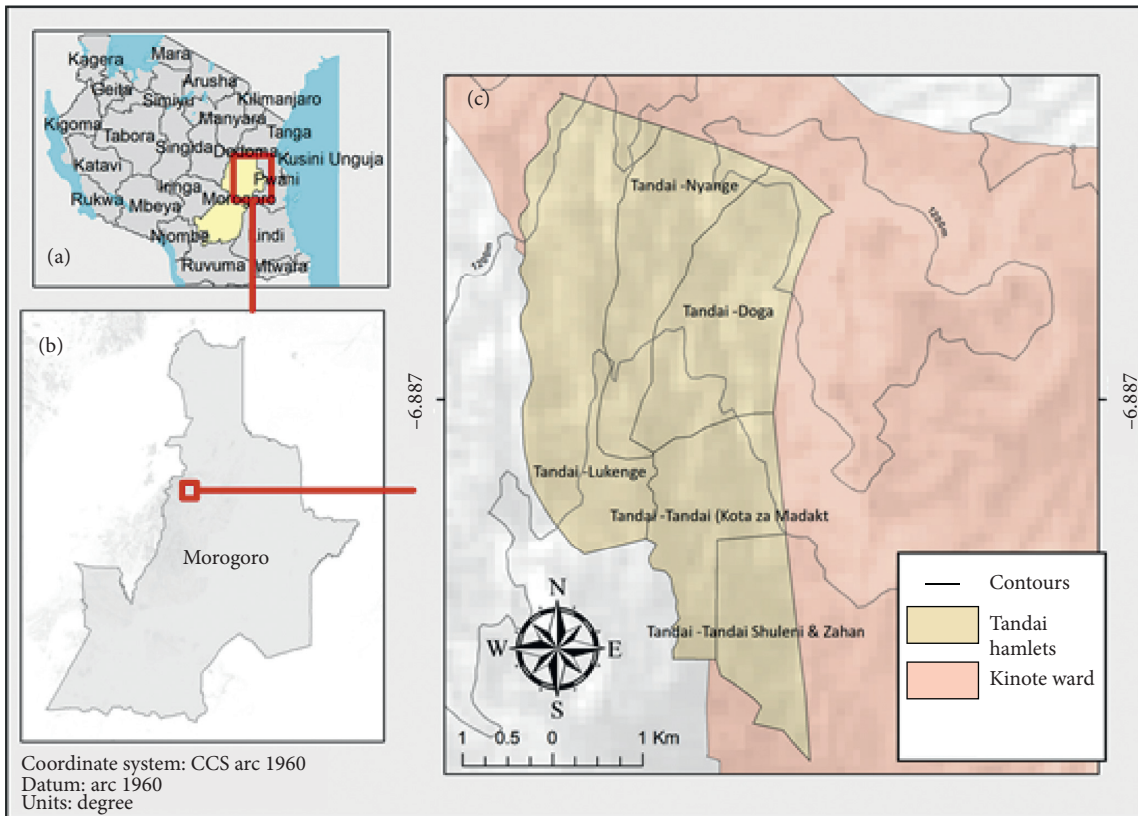 (a)
Kagera
Mara
Geita
Simiyu
Arusha
Kilimanjaro
Kigoma
Tabora
Manyara
Tanga
Singida
Dodoma
Kusini Unguja
Katavi
Pwani
Iringa
Morogoro
Rukwa
Mbeya
Njombe
Lindi
Ruvuma
Mtwara
(b)
Morogoro
Coordinate system: CCS arc 1960
Datum: arc 1960
Units: degree
(c)
–6.887
–6.887
1200m
1200m
Tandai -Nyange
Tandai -Doga
Tandai -Lukenge
Tandai -Tandai (Kota za Madakt
Tandai -Tandai Shuleni & Zahan
N
W E
S
1 0.5 0 1 Km
Contours
Tandai
hamlets
Kinote ward